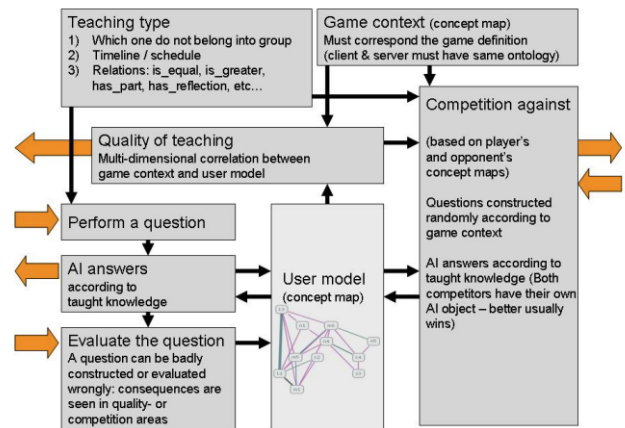 Teaching type
1) Which one do not belong into group
2) Timeline / schedule
3) Relations: is_equal, is_greater,
has_part, has_reflection, etc...
Game context (concept map)
Must correspond the game definition
(client & server must have same ontology)
Quality of teaching
Multi-dimensional correlation between
game context and user model
Competition against
(based on player's
and opponent's
concept maps)
Questions constructed
randomly according to
game context
AI answers according to
taught knowledge (Both
competitors have their own
AI object – better usually
wins)
Perform a question
AI answers
according to
taught knowledge
Evaluate the question
A question can be badly
constructed or evaluated
wrongly: consequences are
seen in quality- or
competition areas
User model
(concept map)